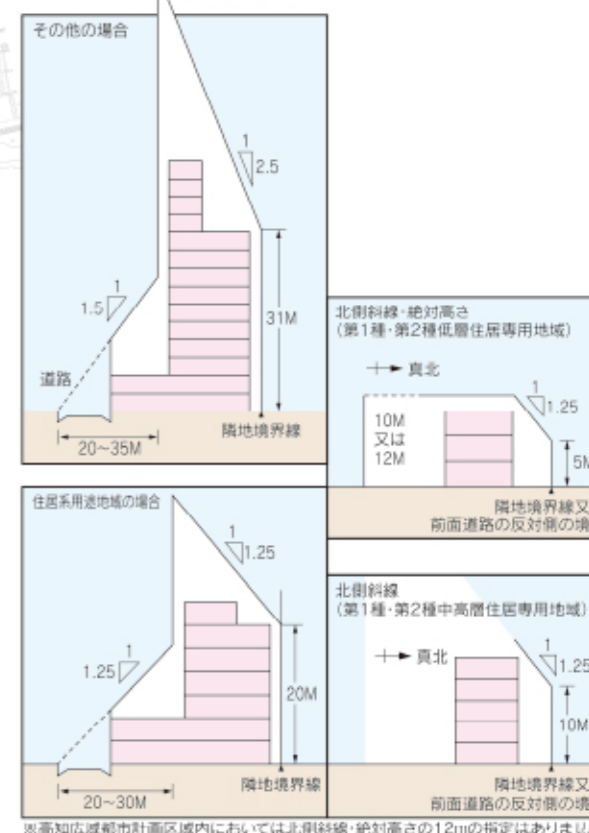 その他の場合
1
2.5
1
1.5
31M
道路
隣地境界線
20~35M
北側斜線・絶対高さ
(第1種・第2種低層住居専用地域)
真北
1
1.25
10M
又は
12M
5M
隣地境界線又
前面道路の反対側の境
住居系用途地域の場合
1
1.25
1
1.25
20M
隣地境界線
20~30M
北側斜線
(第1種・第2種中高層住居専用地域)
真北
1
1.25
10M
隣地境界線又
前面道路の反対側の境
※高知広域都市計画区域内においては北側斜線・絶対高さの12mの指定はありませ